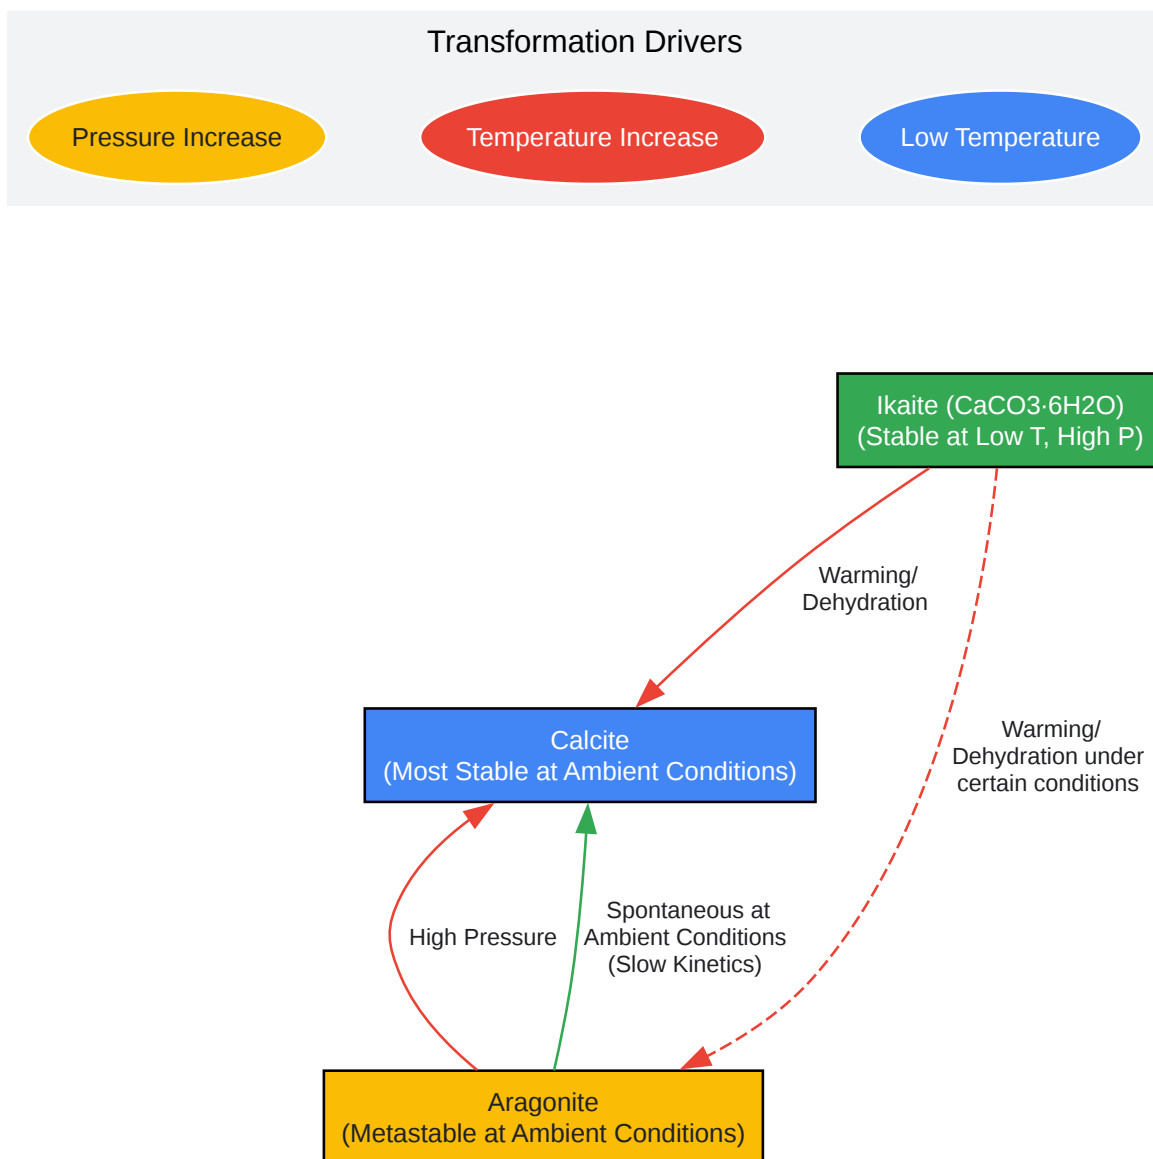 Transformation Drivers
Pressure Increase
Temperature Increase
Low Temperature
Ikaite (CaCO3·6H2O)
(Stable at Low T, High P)
Warming/
Dehydration
Calcite
(Most Stable at Ambient Conditions)
Warming/
Dehydration under
certain conditions
High Pressure
Spontaneous at
Ambient Conditions
(Slow Kinetics)
Aragonite
(Metastable at Ambient Conditions)